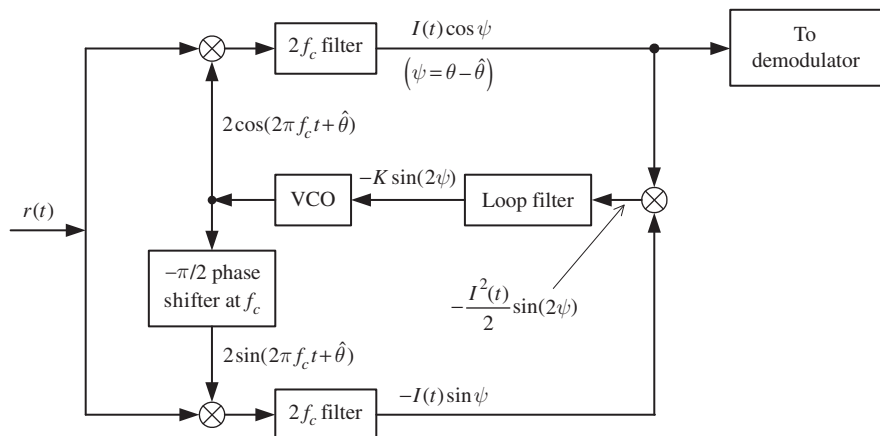 2f_c filter
I(t) cos ψ
(ψ = θ − θ̂)
To
demodulator
2cos(2πf_c t + θ̂)
r(t)
VCO
−K sin(2ψ)
Loop filter
−π/2 phase
shifter at f_c
−I²(t)/2 sin(2ψ)
2sin(2πf_c t + θ̂)
2f_c filter
−I(t) sin ψ